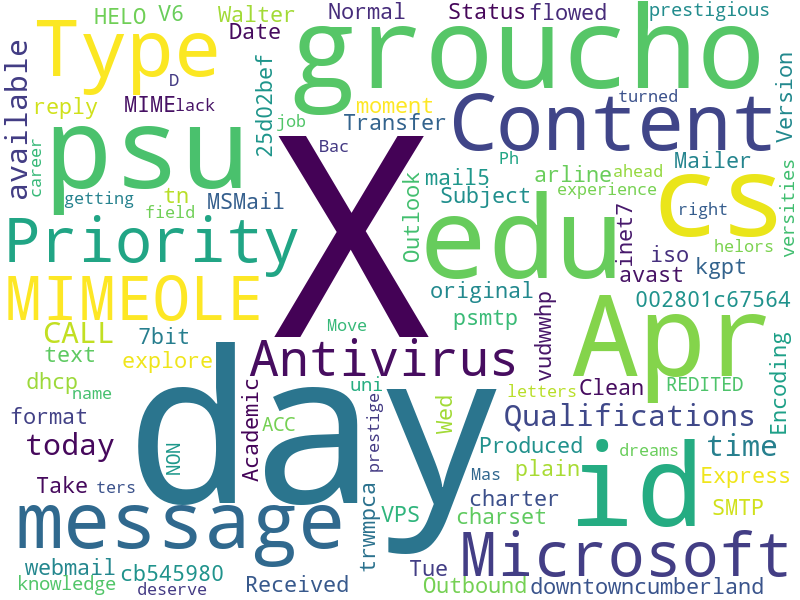 HELO V6 Walter Normal Status flowed prestigious
Type Date groucho
available D Content turned Version
reply MIME lack 25d02bef moment
career psu job Transfer
X Bac Ph arline ahead Mailer
getting tn MSMail mail5 Subject experience cs versities
field Outlook edu inet7 right
Priority iso helors
MIMEOLE original avast kgpt
CALL 7bit Move psmtp vudwwhp Apr 002801c67564
text explore Antivirus
dhcp name day uni letters Clean REDITED Encoding
format Academic ACC prestige Wed Qualifications
today NON Produced id dreams time
Take ters trwmpca Mas plain Express
message VPS charter SMTP
charset
webmail cb545980 Tue Microsoft
knowledge deserve Received Outbound downtowncumberland